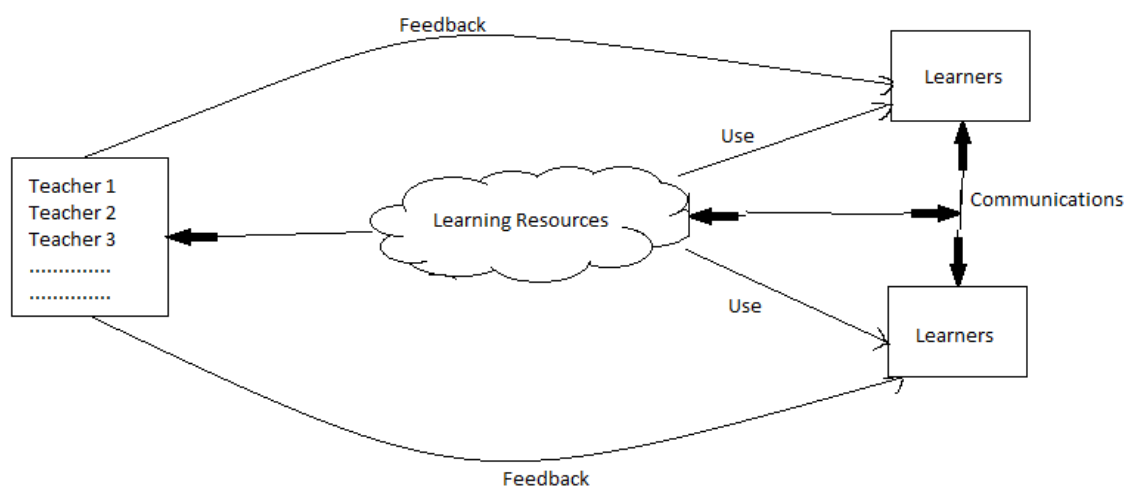 Feedback
Learners
Use
Teacher 1
Teacher 2
Teacher 3
..............
..............
Learning Resources
Communications
Use
Learners
Feedback